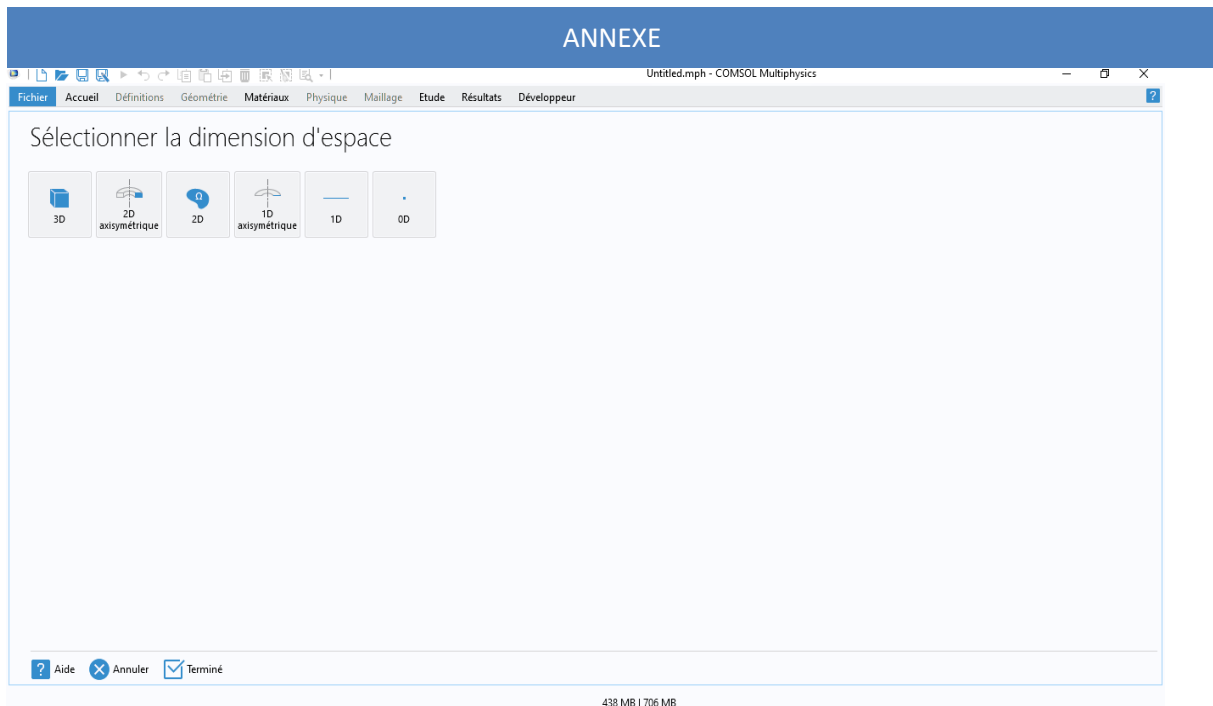 ANNEXE
Untitled.mph - COMSOL Multiphysics
Fichier Accueil Définitions Géométrie Matériaux Physique Maillage Etude Résultats Développeur ?
Sélectionner la dimension d'espace
3D
2D axisymétrique
Ω
2D
1D axisymétrique
1D
0D
? Aide Annuler Terminé
438 MB | 706 MB